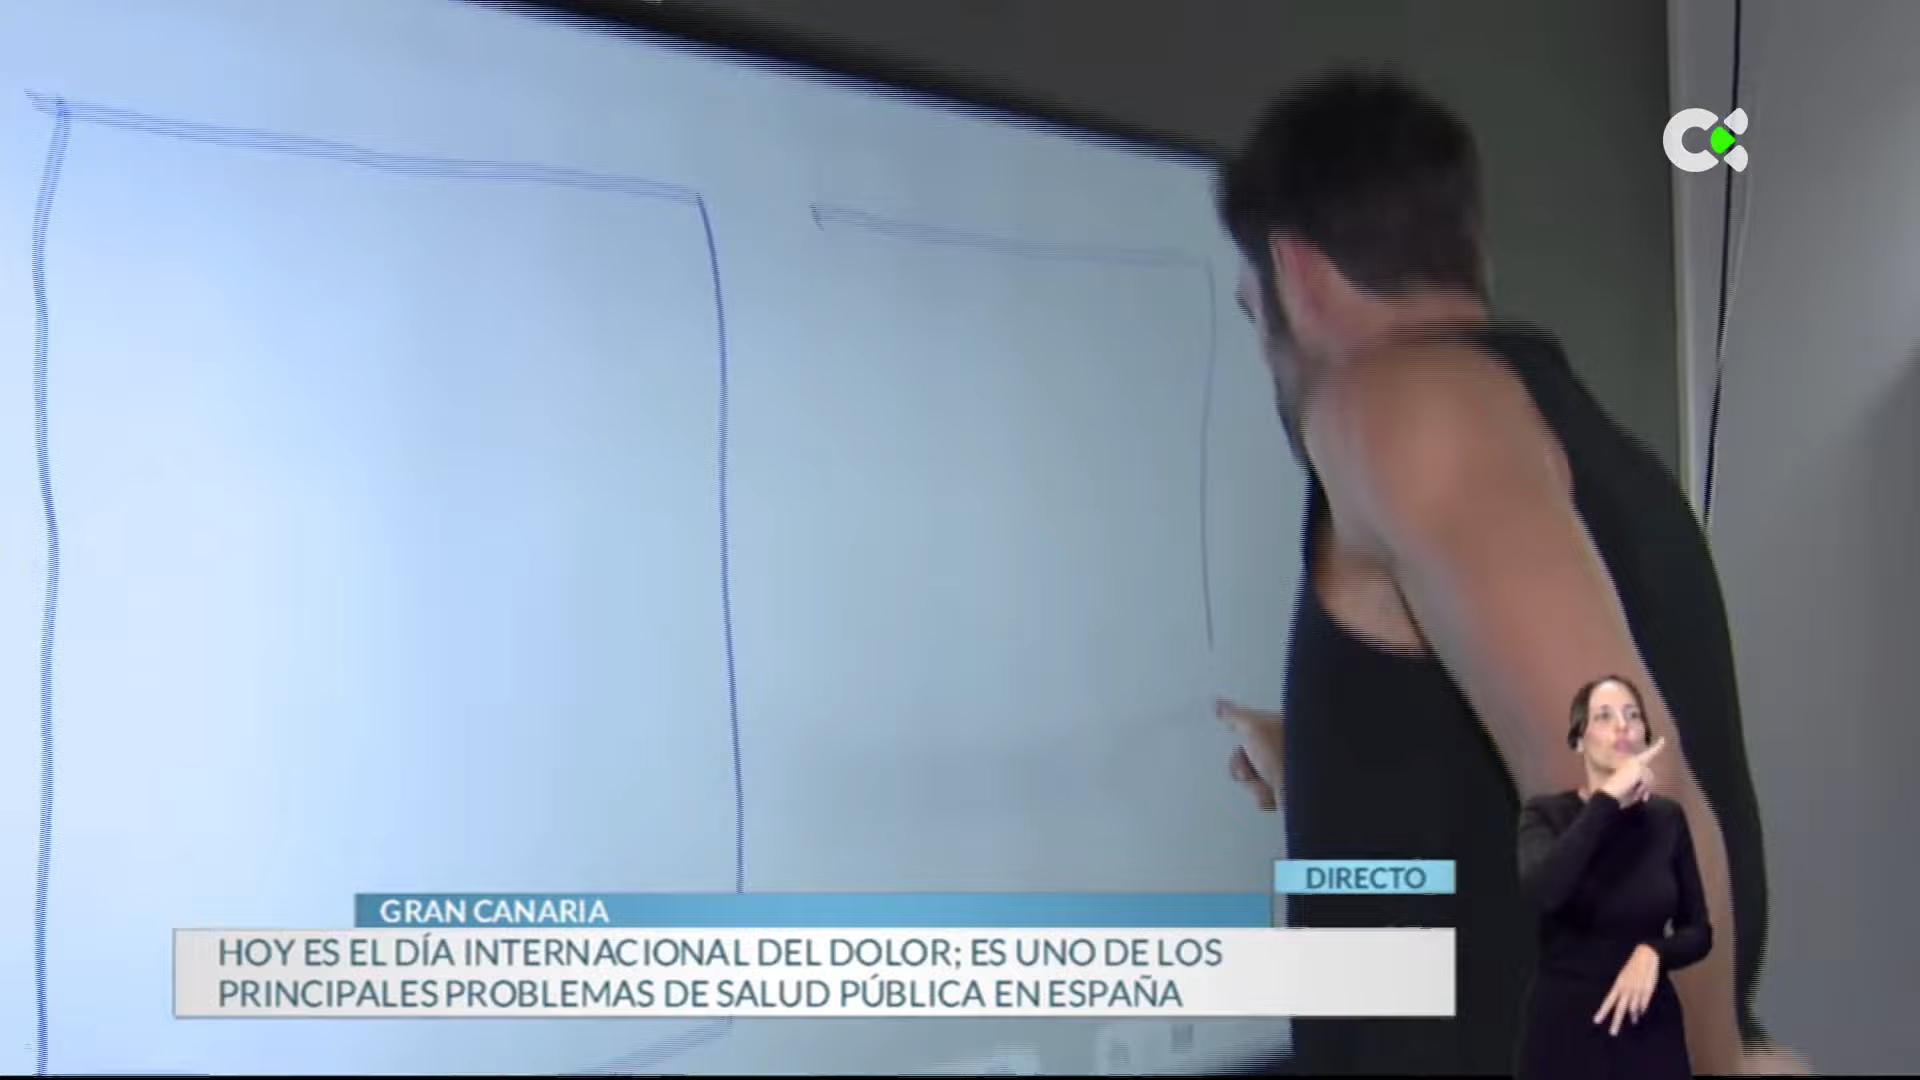 DIRECTO
GRAN CANARIA
HOY ES EL DÍA INTERNACIONAL DEL DOLOR; ES UNO DE LOS
PRINCIPALES PROBLEMAS DE SALUD PÚBLICA EN ESPAÑA